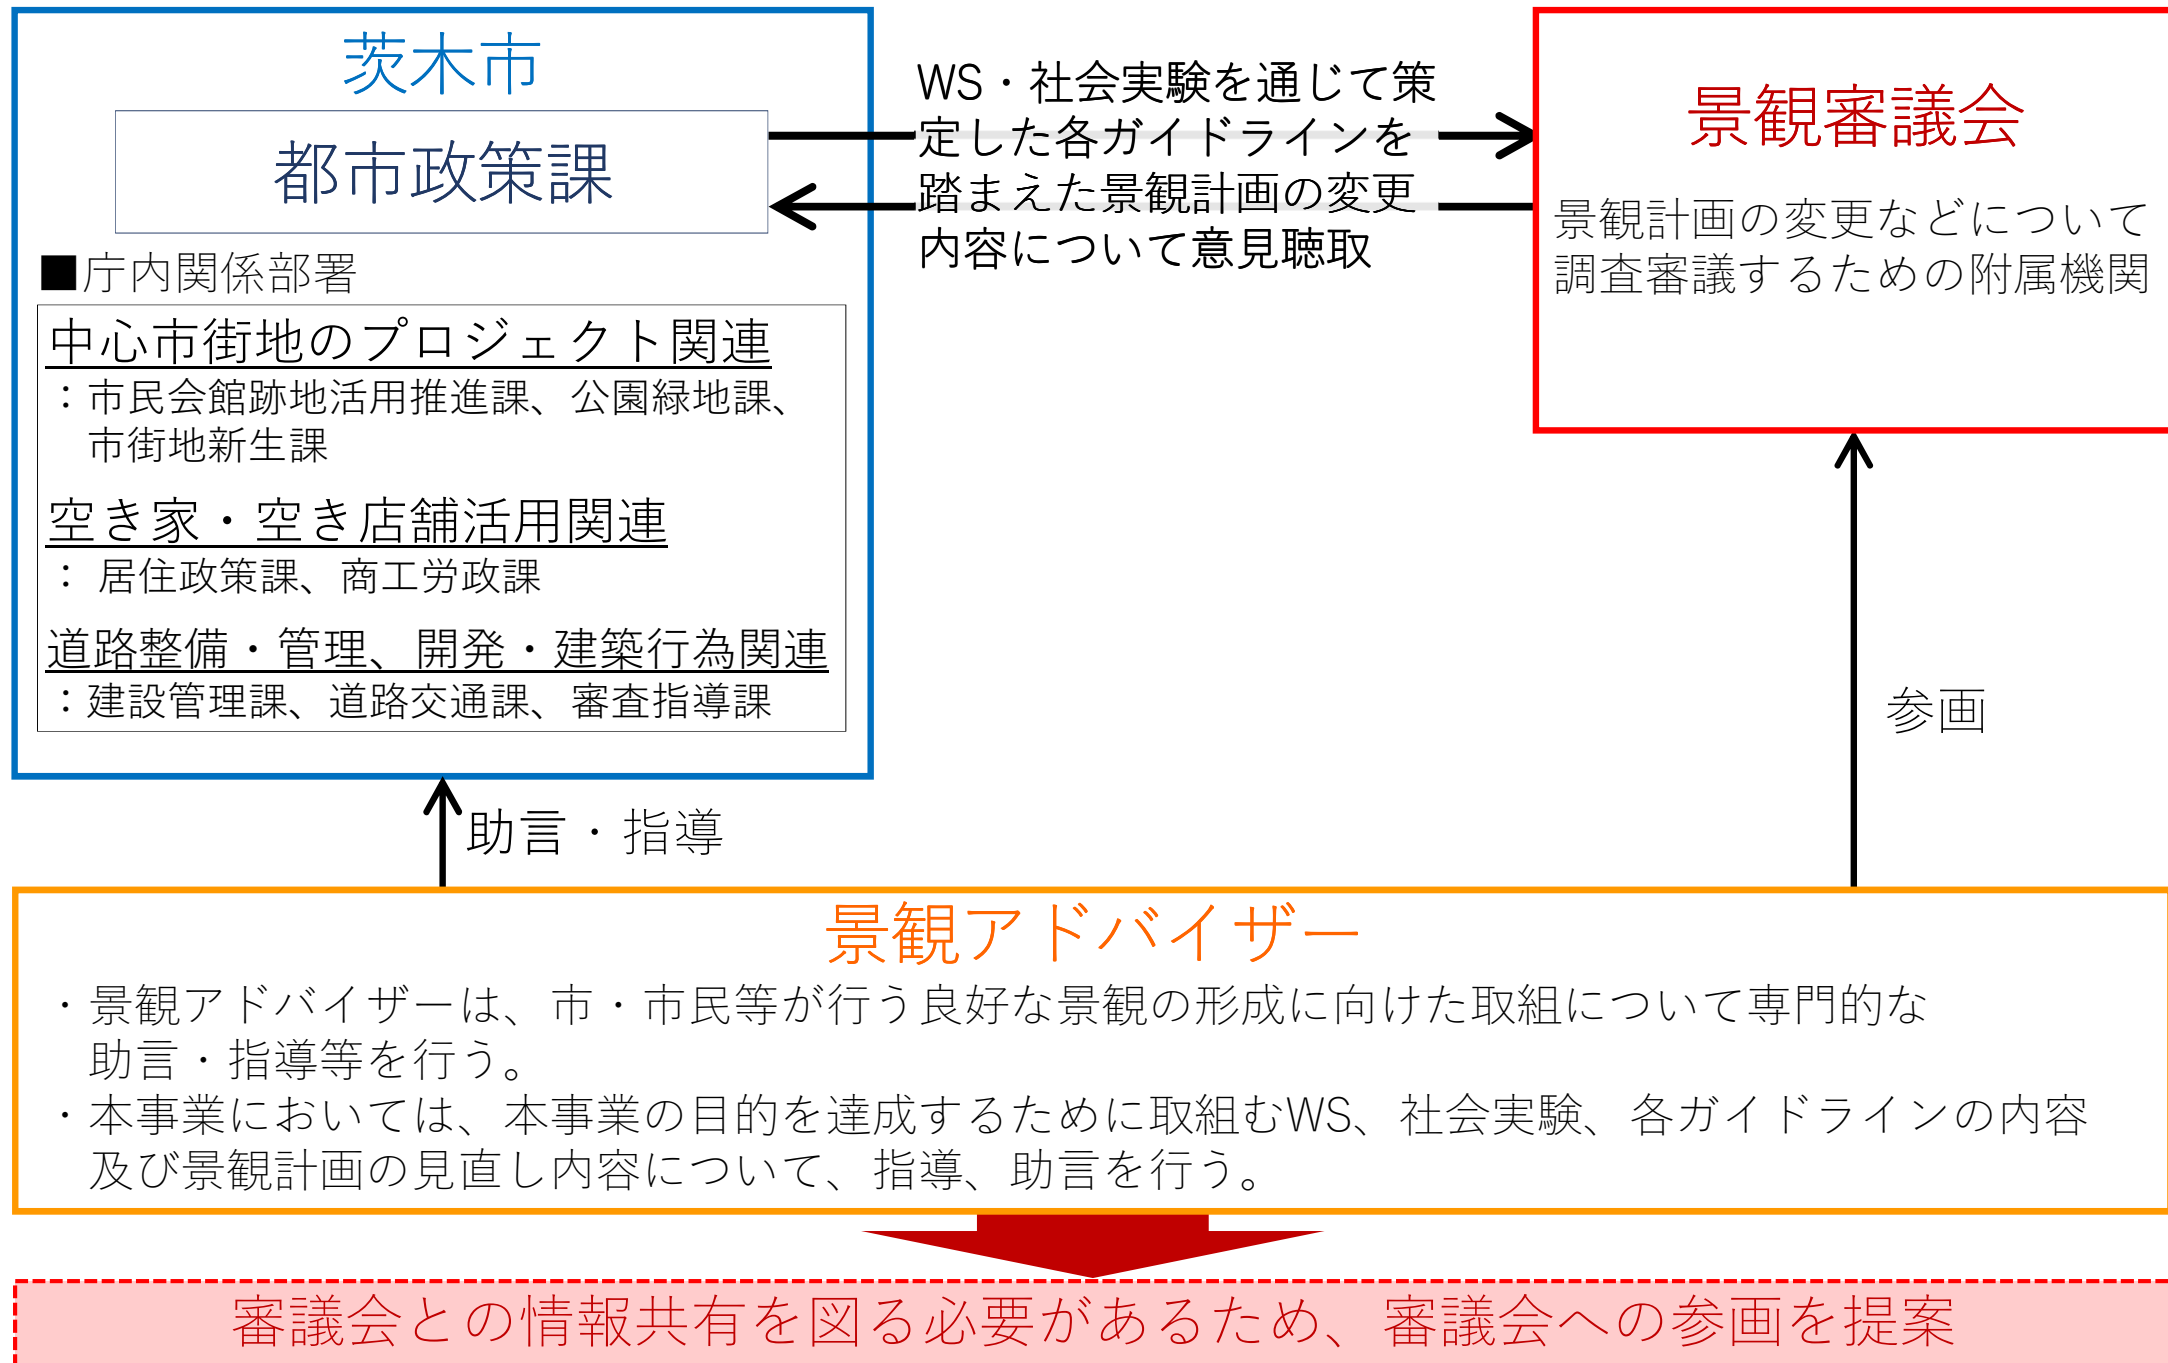 茨木市
都市政策課
■庁内関係部署
中心市街地のプロジェクト関連
：市民会館跡地活用推進課、公園緑地課、
市街地新生課
空き家・空き店舗活用関連
： 居住政策課、商工労政課
道路整備・管理、開発・建築行為関連
：建設管理課、道路交通課、審査指導課
WS・社会実験を通じて策
定した各ガイドラインを
踏まえた景観計画の変更
内容について意見聴取
景観審議会
景観計画の変更などについて
調査審議するための附属機関
参画
助言・指導
景観アドバイザー
・景観アドバイザーは、市・市民等が行う良好な景観の形成に向けた取組について専門的な
助言・指導等を行う。
・本事業においては、本事業の目的を達成するために取組むWS、社会実験、各ガイドラインの内容
及び景観計画の見直し内容について、指導、助言を行う。
審議会との情報共有を図る必要があるため、審議会への参画を提案